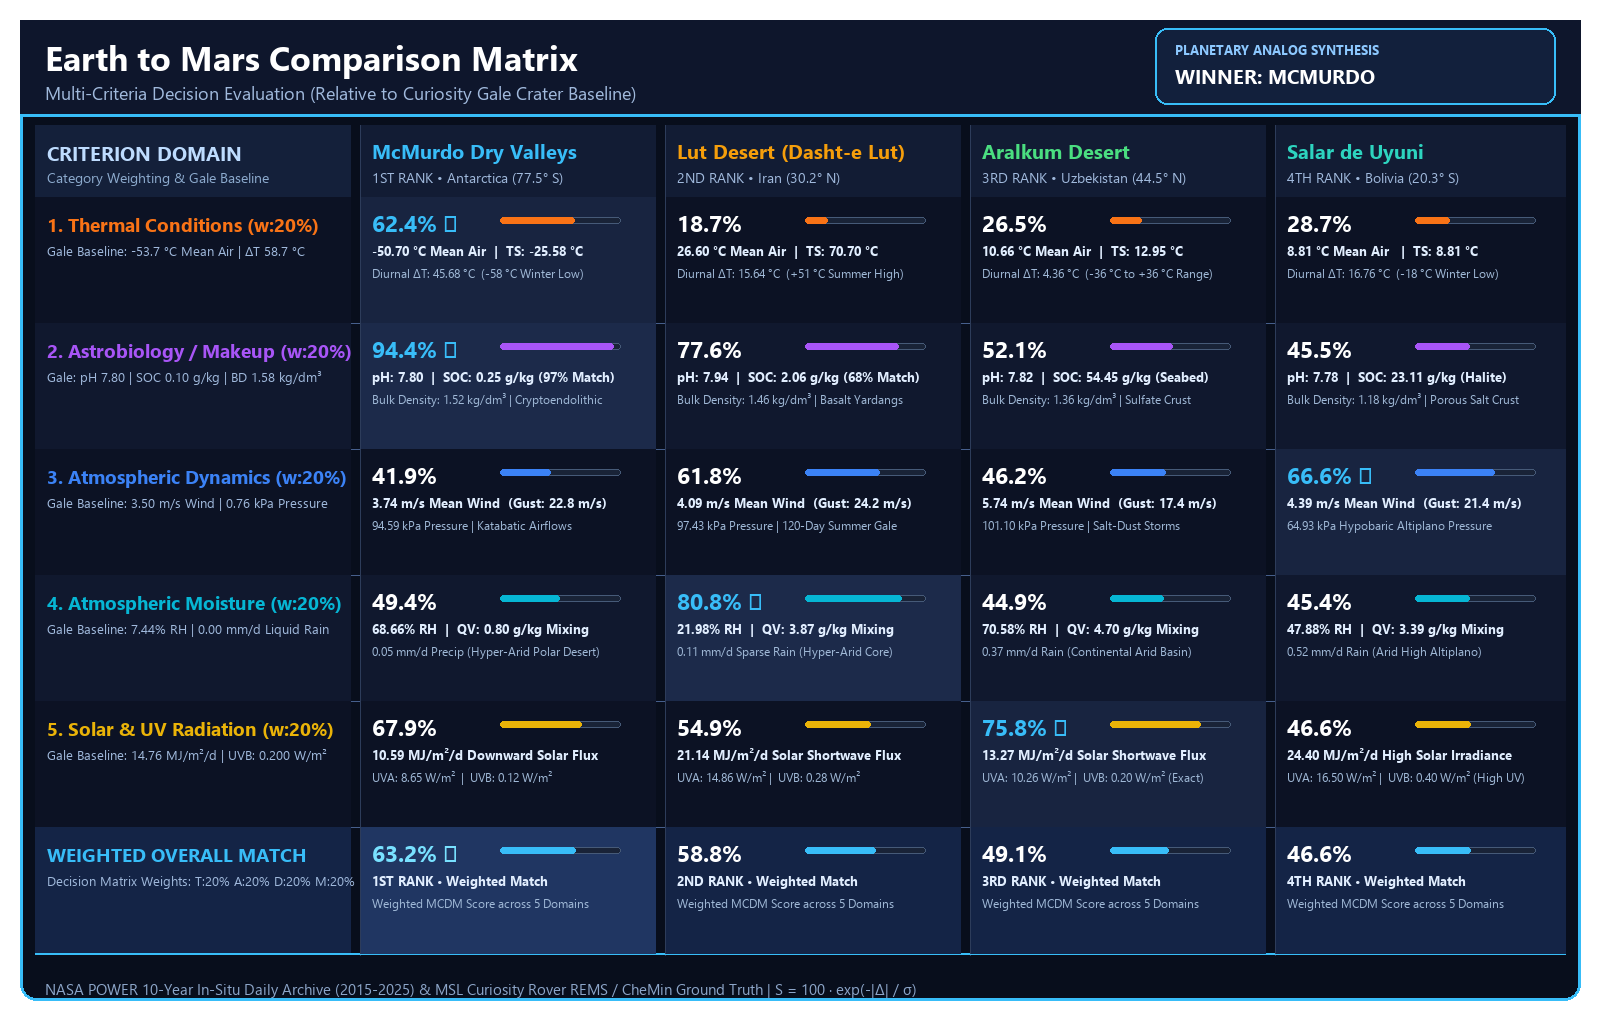 Earth to Mars Comparison Matrix
Multi-Criteria Decision Evaluation (Relative to Curiosity Gale Crater Baseline)
PLANETARY ANALOG SYNTHESIS
WINNER: MCMURDO
CRITERION DOMAIN
Category Weighting & Gale Baseline
McMurdo Dry Valleys
1ST RANK • Antarctica (77.5° S)
Lut Desert (Dasht-e Lut)
2ND RANK • Iran (30.2° N)
Aralkum Desert
3RD RANK • Uzbekistan (44.5° N)
Salar de Uyuni
4TH RANK • Bolivia (20.3° S)
1. Thermal Conditions (w:20%)
Gale Baseline: -53.7 °C Mean Air | ΔT 58.7 °C
62.4%
-50.70 °C Mean Air | TS: -25.58 °C
Diurnal ΔT: 45.68 °C (-58 °C Winter Low)
18.7%
26.60 °C Mean Air | TS: 70.70 °C
Diurnal ΔT: 15.64 °C (+51 °C Summer High)
26.5%
10.66 °C Mean Air | TS: 12.95 °C
Diurnal ΔT: 4.36 °C (-36 °C to +36 °C Range)
28.7%
8.81 °C Mean Air | TS: 8.81 °C
Diurnal ΔT: 16.76 °C (-18 °C Winter Low)
2. Astrobiology / Makeup (w:20%)
Gale: pH 7.80 | SOC 0.10 g/kg | BD 1.58 kg/dm³
94.4%
pH: 7.80 | SOC: 0.25 g/kg (97% Match)
Bulk Density: 1.52 kg/dm³ | Cryptoendolithic
77.6%
pH: 7.94 | SOC: 2.06 g/kg (68% Match)
Bulk Density: 1.46 kg/dm³ | Basalt Yardangs
52.1%
pH: 7.82 | SOC: 54.45 g/kg (Seabed)
Bulk Density: 1.36 kg/dm³ | Sulfate Crust
45.5%
pH: 7.78 | SOC: 23.11 g/kg (Halite)
Bulk Density: 1.18 kg/dm³ | Porous Salt Crust
3. Atmospheric Dynamics (w:20%)
Gale Baseline: 3.50 m/s Wind | 0.76 kPa Pressure
41.9%
3.74 m/s Mean Wind (Gust: 22.8 m/s)
94.59 kPa Pressure | Katabatic Airflows
61.8%
4.09 m/s Mean Wind (Gust: 24.2 m/s)
97.43 kPa Pressure | 120-Day Summer Gale
46.2%
5.74 m/s Mean Wind (Gust: 17.4 m/s)
101.10 kPa Pressure | Salt-Dust Storms
66.6%
4.39 m/s Mean Wind (Gust: 21.4 m/s)
64.93 kPa Hypobaric Altiplano Pressure
4. Atmospheric Moisture (w:20%)
Gale Baseline: 7.44% RH | 0.00 mm/d Liquid Rain
49.4%
68.66% RH | QV: 0.80 g/kg Mixing
0.05 mm/d Precip (Hyper-Arid Polar Desert)
80.8%
21.98% RH | QV: 3.87 g/kg Mixing
0.11 mm/d Sparse Rain (Hyper-Arid Core)
44.9%
70.58% RH | QV: 4.70 g/kg Mixing
0.37 mm/d Rain (Continental Arid Basin)
45.4%
47.88% RH | QV: 3.39 g/kg Mixing
0.52 mm/d Rain (Arid High Altiplano)
5. Solar & UV Radiation (w:20%)
Gale Baseline: 14.76 MJ/m²/d | UVB: 0.200 W/m²
67.9%
10.59 MJ/m²/d Downward Solar Flux
UVA: 8.65 W/m² | UVB: 0.12 W/m²
54.9%
21.14 MJ/m²/d Solar Shortwave Flux
UVA: 14.86 W/m² | UVB: 0.28 W/m²
75.8%
13.27 MJ/m²/d Solar Shortwave Flux
UVA: 10.26 W/m² | UVB: 0.20 W/m² (Exact)
46.6%
24.40 MJ/m²/d High Solar Irradiance
UVA: 16.50 W/m² | UVB: 0.40 W/m² (High UV)
WEIGHTED OVERALL MATCH
Decision Matrix Weights: T:20% A:20% D:20% M:20%
63.2%
1ST RANK • Weighted Match
Weighted MCDM Score across 5 Domains
58.8%
2ND RANK • Weighted Match
Weighted MCDM Score across 5 Domains
49.1%
3RD RANK • Weighted Match
Weighted MCDM Score across 5 Domains
46.6%
4TH RANK • Weighted Match
Weighted MCDM Score across 5 Domains
NASA POWER 10-Year In-Situ Daily Archive (2015-2025) & MSL Curiosity Rover REMS / CheMin Ground Truth | S = 100 · exp(-|Δ| / σ)